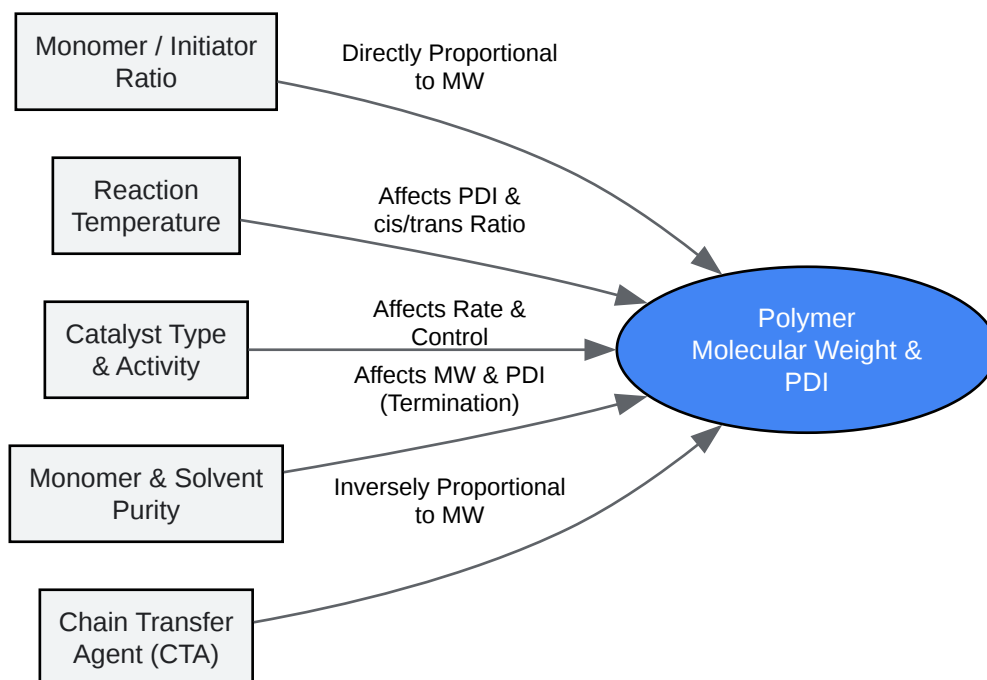 Monomer / Initiator
Ratio
Directly Proportional
to MW
Reaction
Temperature
Affects PDI &
cis/trans Ratio
Catalyst Type
& Activity
Affects Rate &
Control
Polymer
Molecular Weight &
PDI
Affects MW & PDI
(Termination)
Monomer & Solvent
Purity
Inversely Proportional
to MW
Chain Transfer
Agent (CTA)